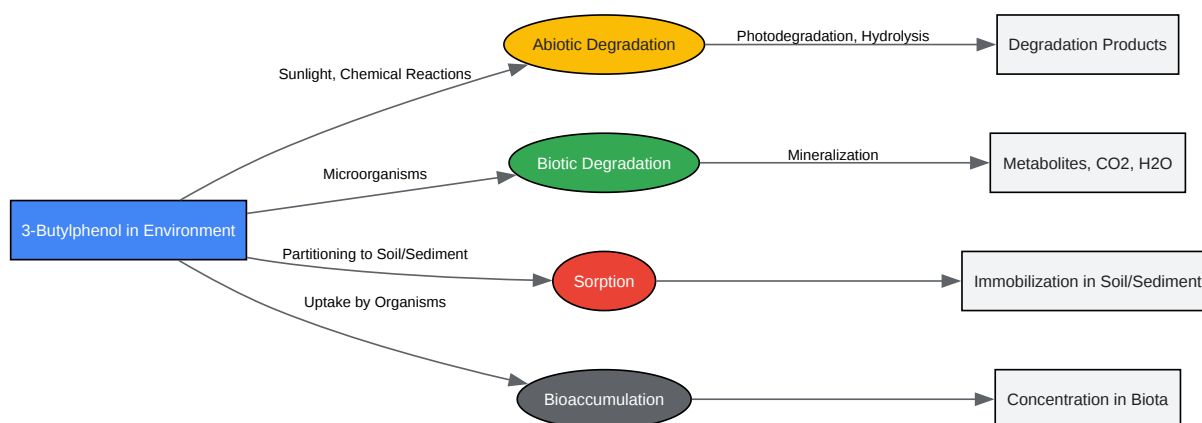 Abiotic Degradation
Photodegradation, Hydrolysis
Degradation Products
Sunlight, Chemical Reactions
Biotic Degradation
Mineralization
Metabolites, CO2, H2O
Microorganisms
3-Butylphenol in Environment
Partitioning to Soil/Sediment
Sorption
Immobilization in Soil/Sediment
Uptake by Organisms
Bioaccumulation
Concentration in Biota